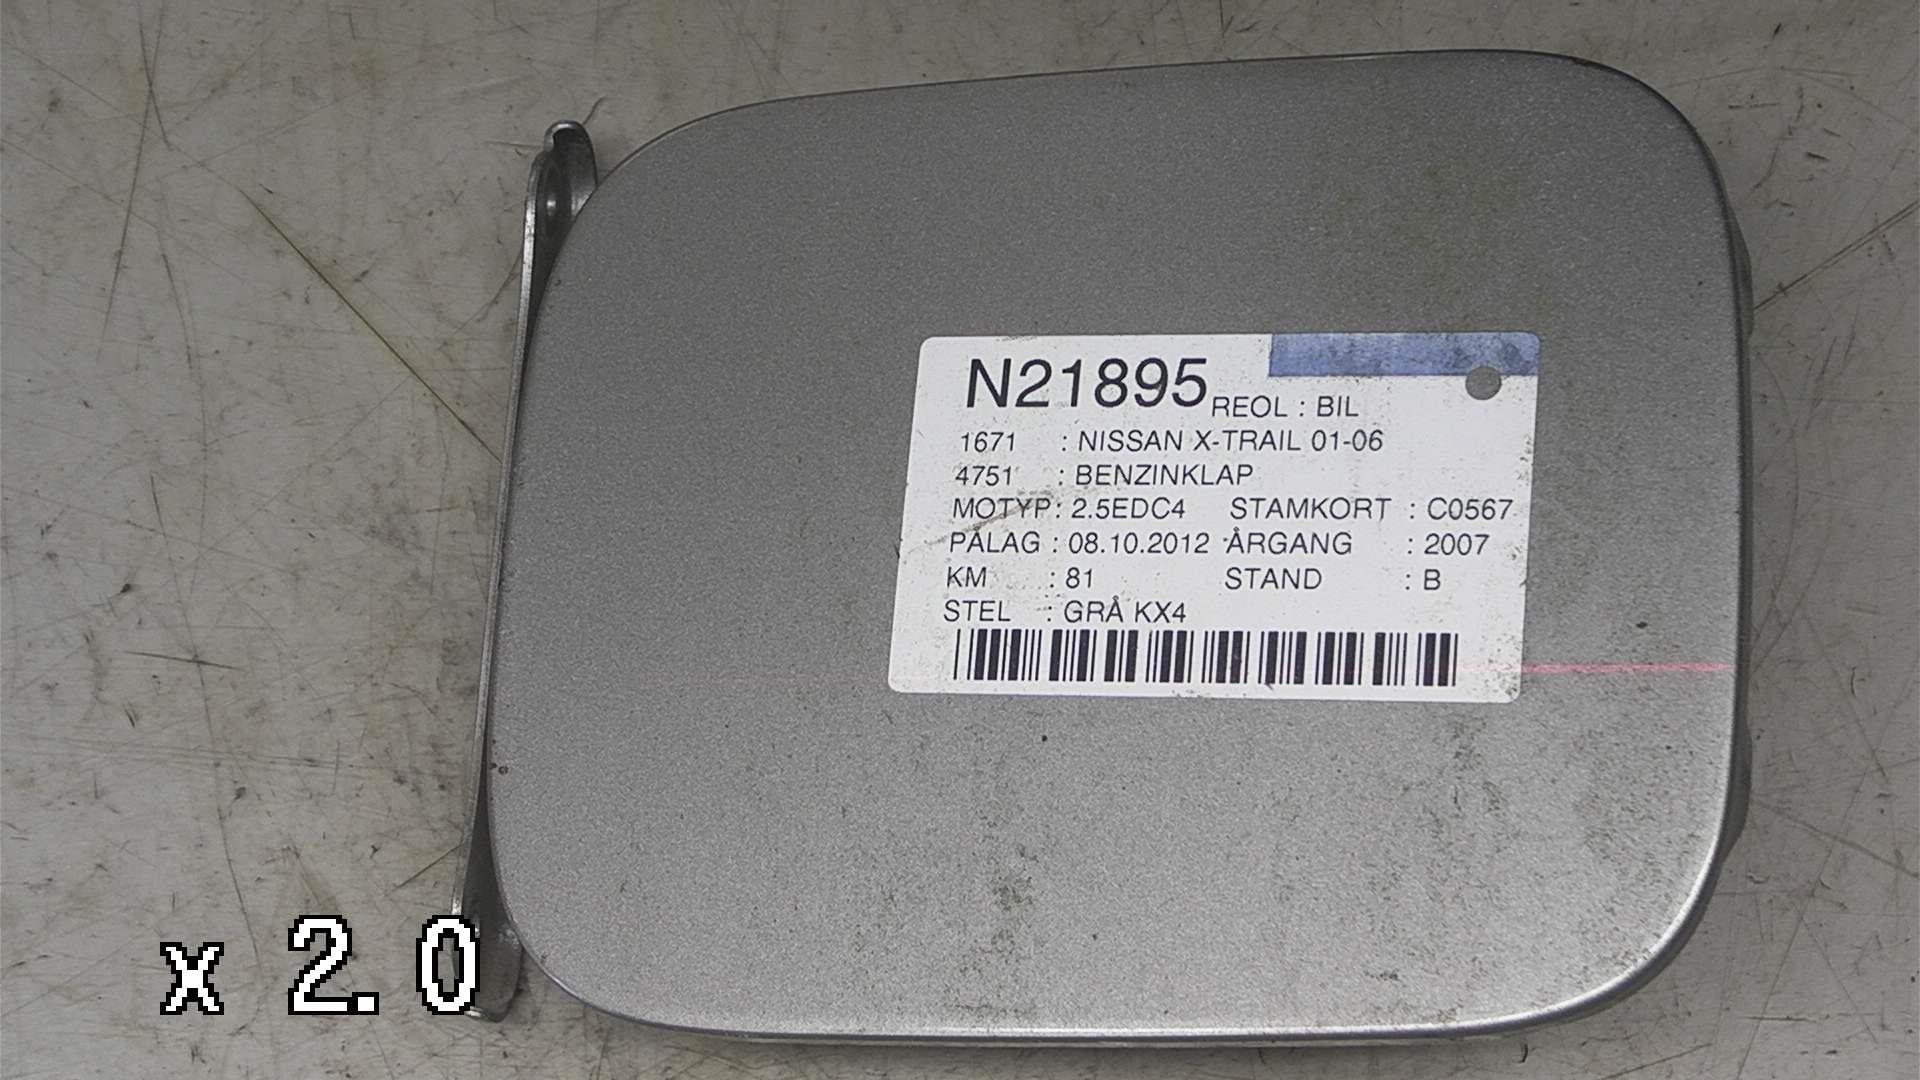 N21895 REOL : BIL
1671 : NISSAN X-TRAIL 01-06
4751 : BENZINKLAP
MOTYP: 2.5EDC4 STAMKORT : C0567
PÅLAG : 08.10.2012 ÅRGANG : 2007
KM : 81 STAND : B
STEL : GRÅ KX4
x 2.0